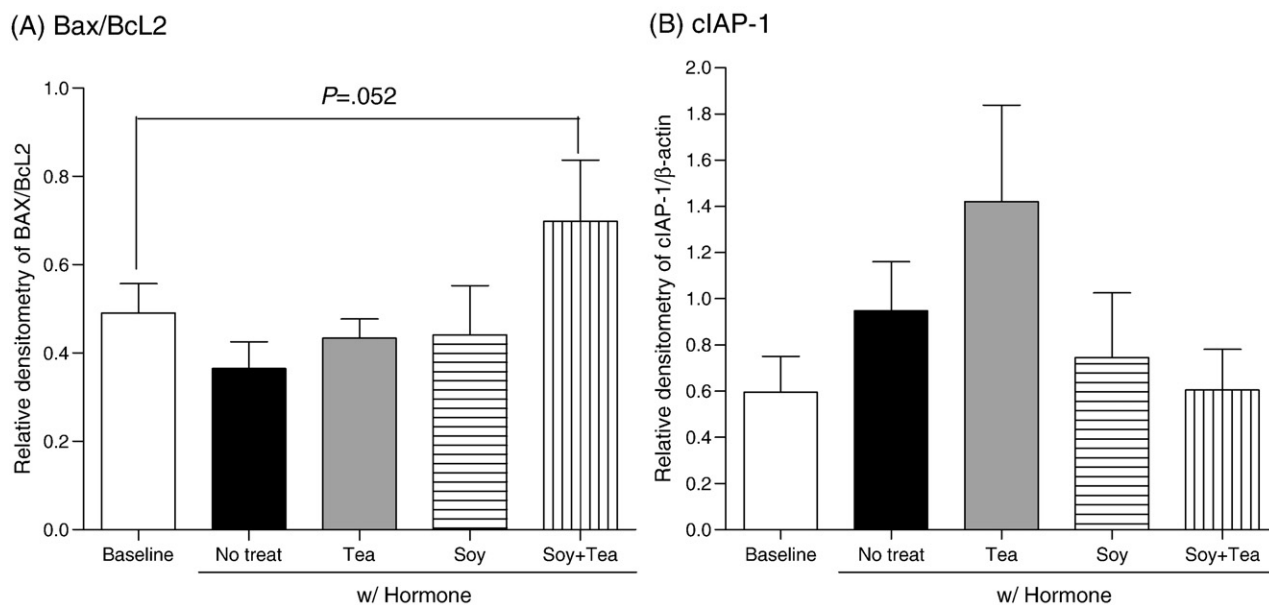 (A) Bax/BcL2
Relative densitometry of BAX/BcL2
1.0
0.8
0.6
0.4
0.2
0.0
P=.052
Baseline No treat Tea Soy Soy+Tea
w/ Hormone
(B) cIAP-1
Relative densitometry of cIAP-1/β-actin
2.0
1.8
1.6
1.4
1.2
1.0
0.8
0.6
0.4
0.2
0.0
Baseline No treat Tea Soy Soy+Tea
w/ Hormone